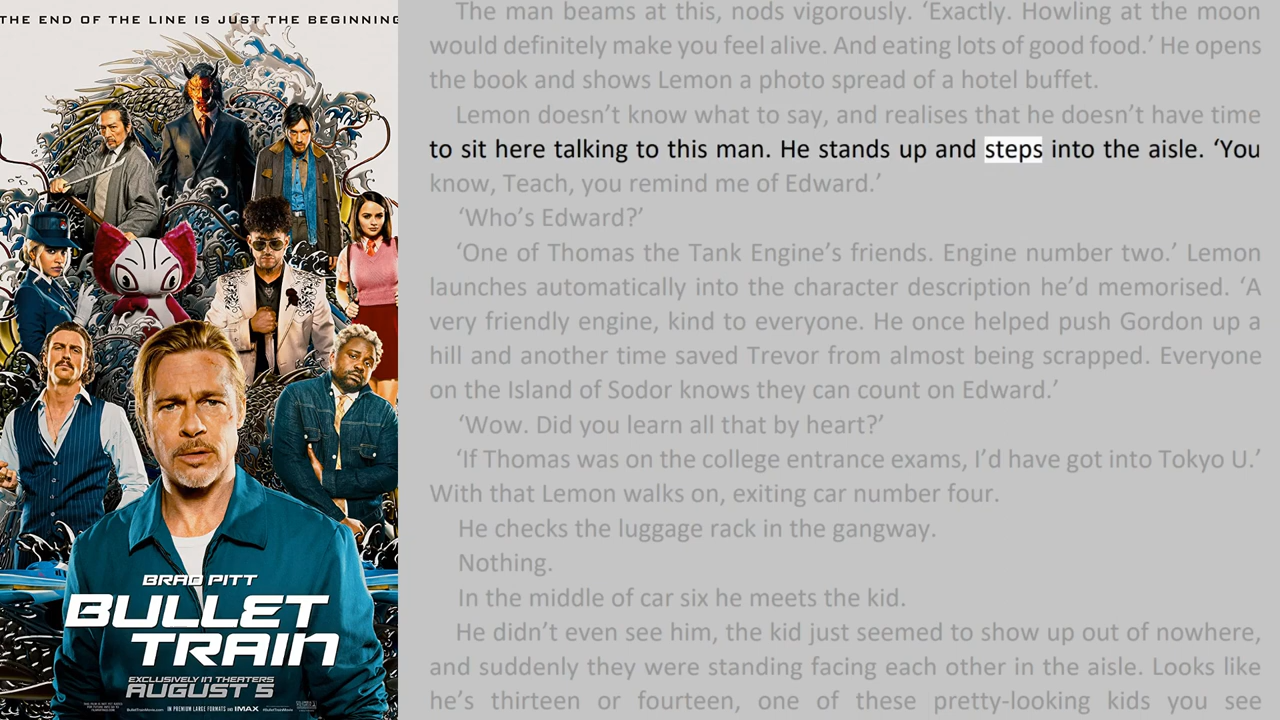 THE END OF THE LINE IS JUST THE BEGINNING
BRAD PITT
BULLET
TRAIN
EXCLUSIVELY IN THEATERS
AUGUST 5
BulletTrainMovie.com
IN PREMIUM LARGE FORMATS AND IMAX
#BulletTrainMovie
The man beams at this, nods vigorously. ‘Exactly. Howling at the moon
would definitely make you feel alive. And eating lots of good food.’ He opens
the book and shows Lemon a photo spread of a hotel buffet.
Lemon doesn’t know what to say, and realises that he doesn’t have time
to sit here talking to this man. He stands up and steps into the aisle. ‘You
know, Teach, you remind me of Edward.’
‘Who’s Edward?’
‘One of Thomas the Tank Engine’s friends. Engine number two.’ Lemon
launches automatically into the character description he’d memorised. ‘A
very friendly engine, kind to everyone. He once helped push Gordon up a
hill and another time saved Trevor from almost being scrapped. Everyone
on the Island of Sodor knows they can count on Edward.’
‘Wow. Did you learn all that by heart?’
‘If Thomas was on the college entrance exams, I’d have got into Tokyo U.’
With that Lemon walks on, exiting car number four.
He checks the luggage rack in the gangway.
Nothing.
In the middle of car six he meets the kid.
He didn’t even see him, the kid just seemed to show up out of nowhere,
and suddenly they were standing facing each other in the aisle. Looks like
he’s thirteen or fourteen, one of these pretty-looking kids you see